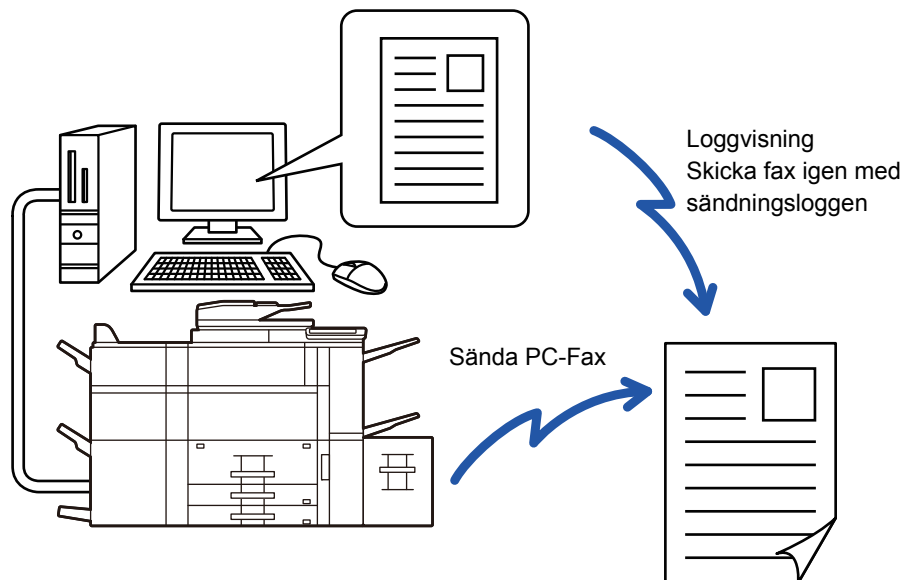 Loggvisning
Skicka fax igen med
sändningsloggen
Sända PC-Fax